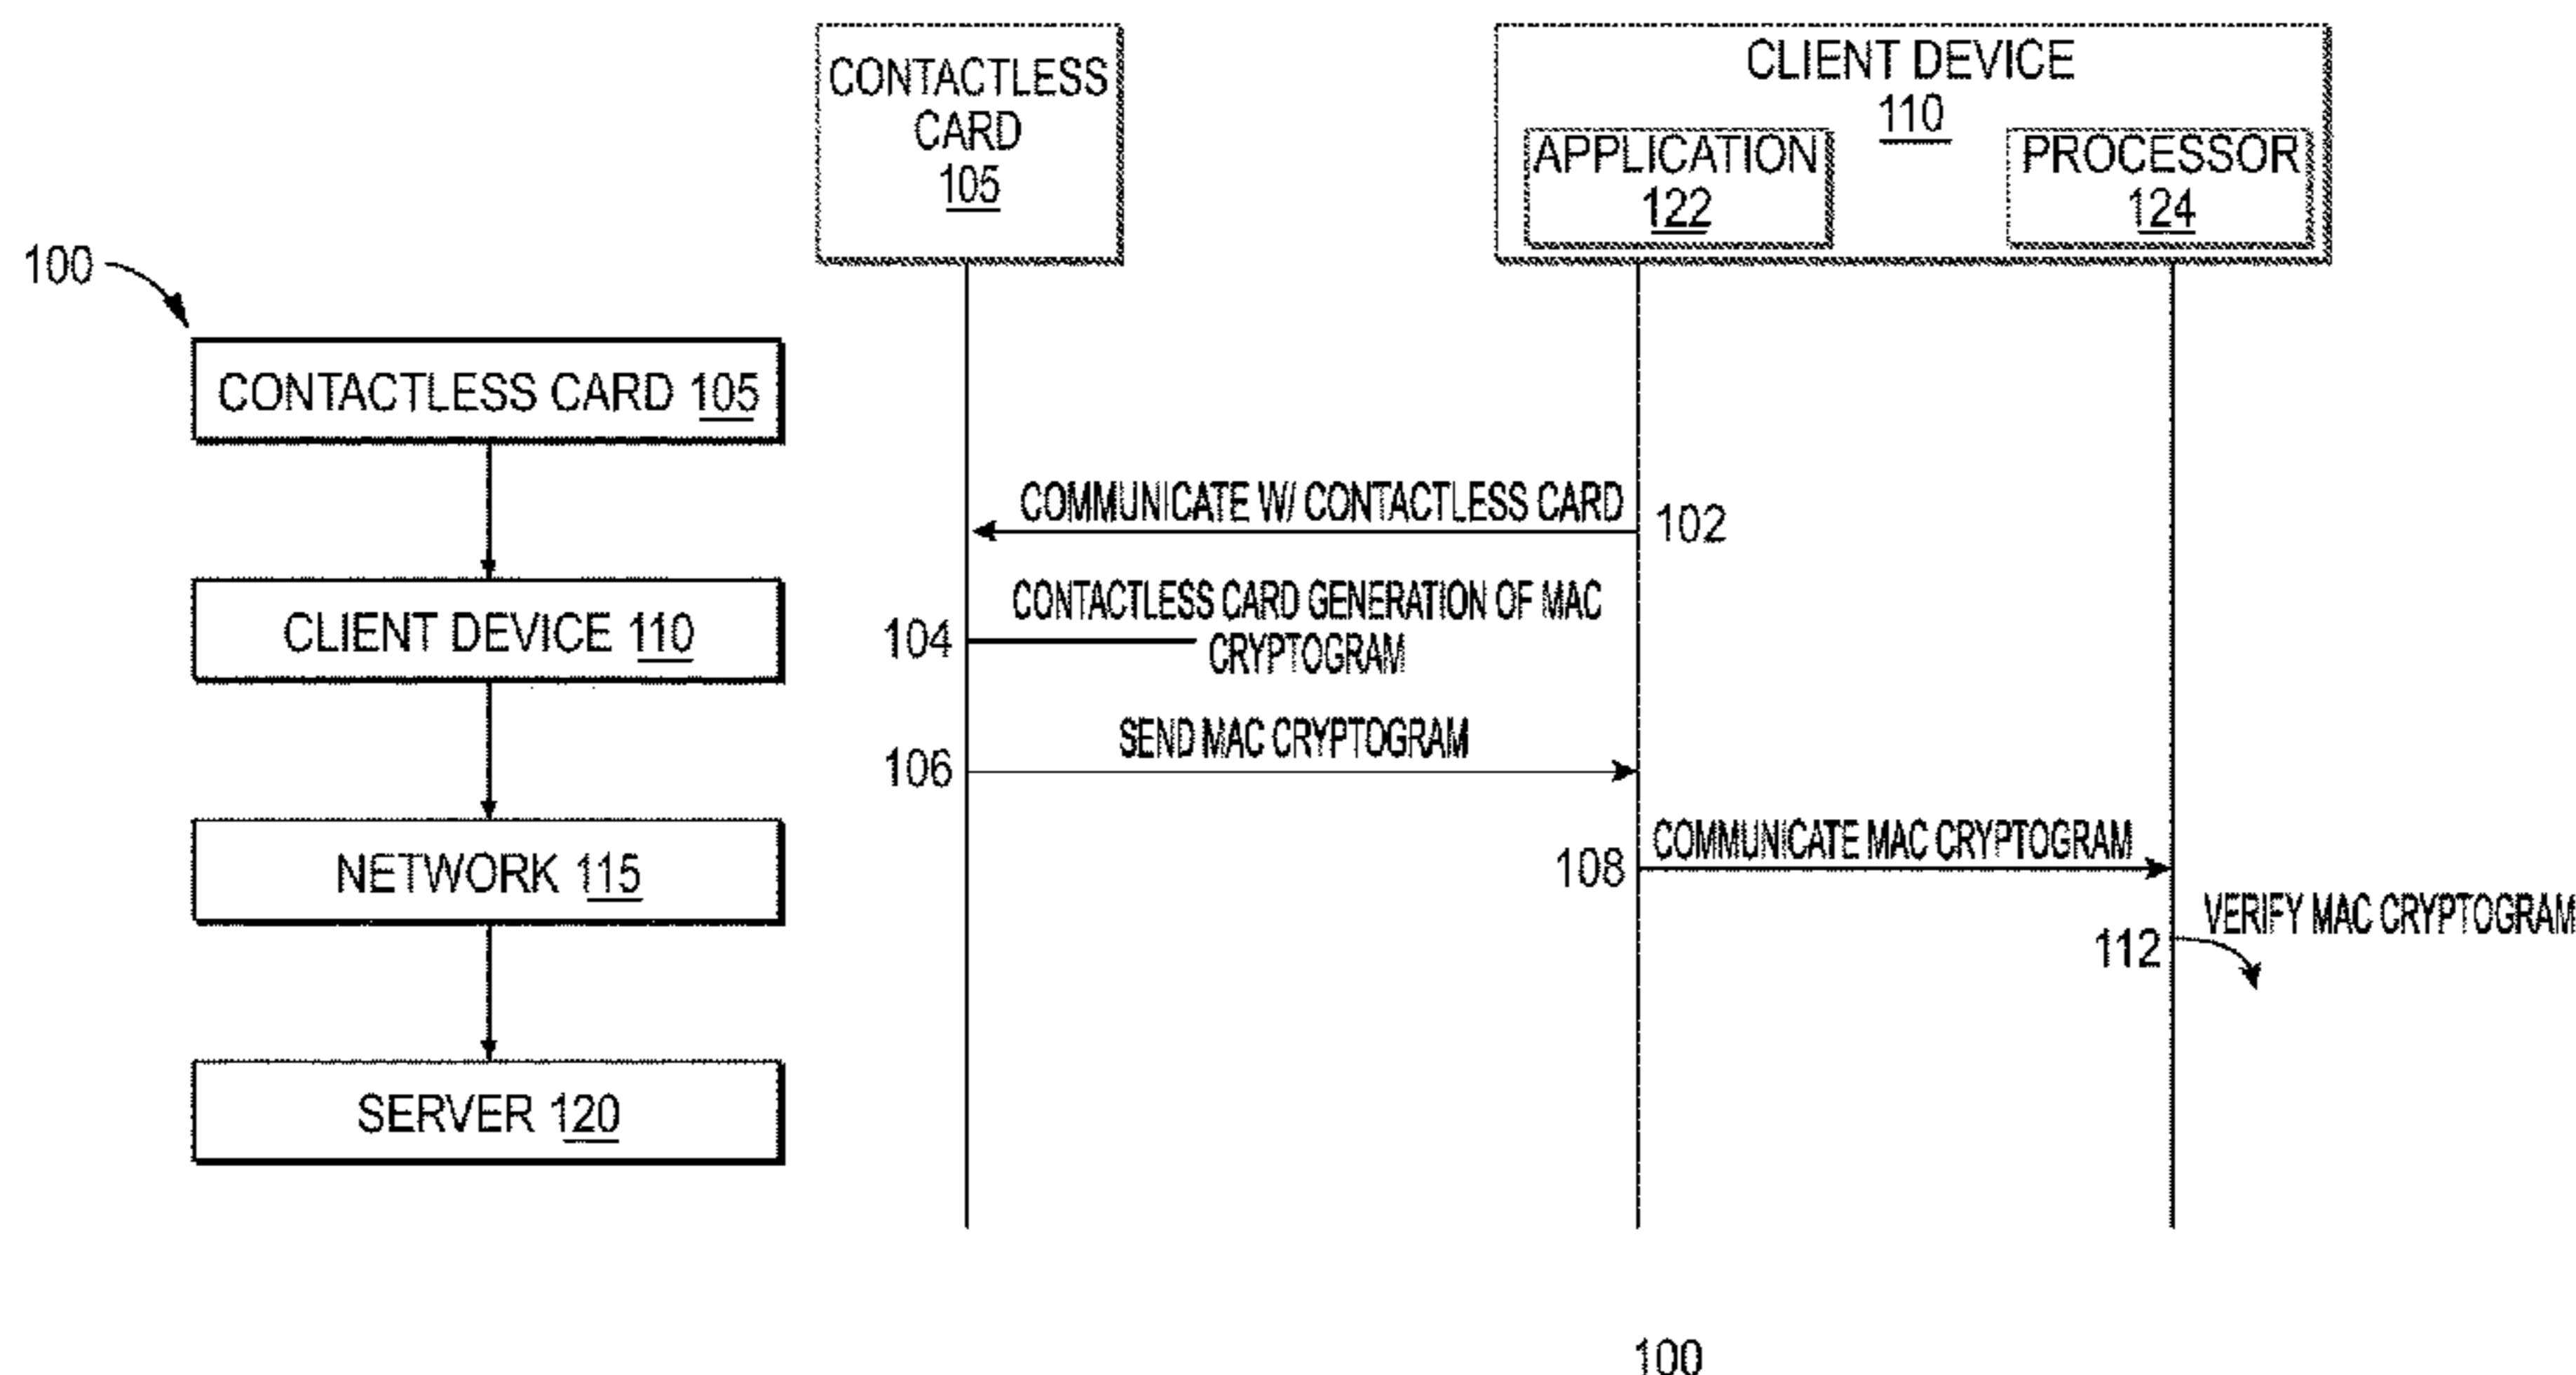 100
CONTACTLESS CARD 105
CLIENT DEVICE 110
NETWORK 115
SERVER 120
CONTACTLESS
CARD
105
CLIENT DEVICE
110
APPLICATION
122
PROCESSOR
124
COMMUNICATE W/ CONTACTLESS CARD
102
CONTACTLESS CARD GENERATION OF MAC
104
CRYPTOGRAM
SEND MAC CRYPTOGRAM
106
COMMUNICATE MAC CRYPTOGRAM
108
VERIFY MAC CRYPTOGRAM
112
100